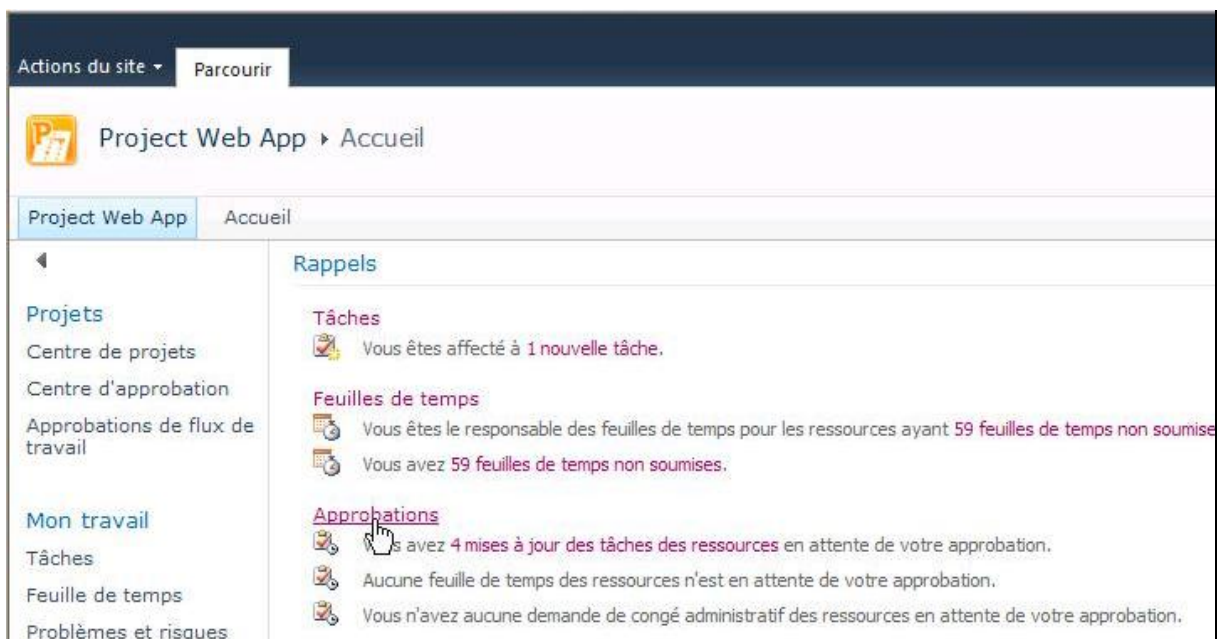 Actions du site
Parcourir
Project Web App ▸ Accueil
Project Web App
Accueil
Rappels
Projets
Centre de projets
Centre d'approbation
Approbations de flux de
travail
Mon travail
Tâches
Feuille de temps
Problèmes et risques
Tâches
Vous êtes affecté à 1 nouvelle tâche.
Feuilles de temps
Vous êtes le responsable des feuilles de temps pour les ressources ayant 59 feuilles de temps non soumise
Vous avez 59 feuilles de temps non soumises.
Approbations
avez 4 mises à jour des tâches des ressources en attente de votre approbation.
Aucune feuille de temps des ressources n'est en attente de votre approbation.
Vous n'avez aucune demande de congé administratif des ressources en attente de votre approbation.